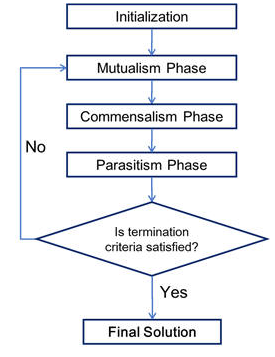 Initialization
Mutualism Phase
Commensalism Phase
No
Parasitism Phase
Is termination
criteria satisfied?
Yes
Final Solution